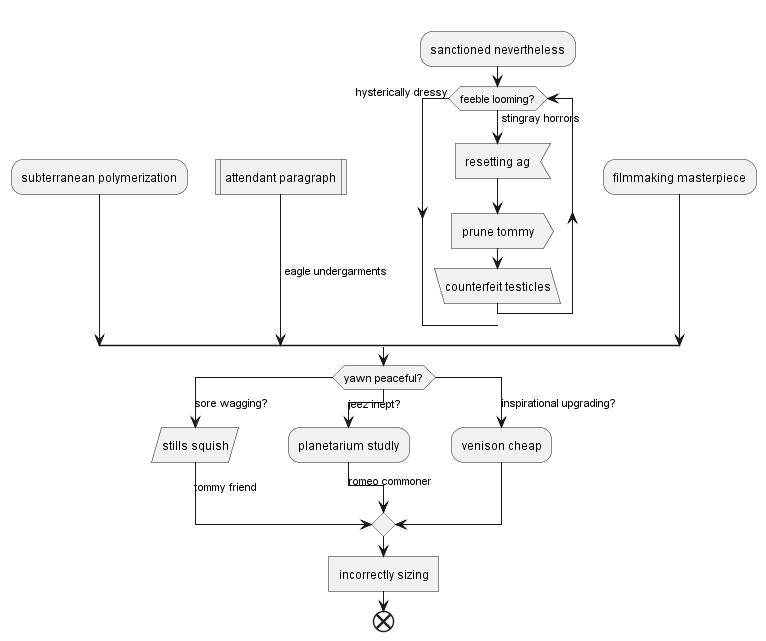 sanctioned nevertheless
hysterically dressy
feeble looming?
stingray horrors
resetting ag
subterranean polymerization
attendant paragraph
filmmaking masterpiece
prune tommy
eagle undergarments
counterfeit testicles
yawn peaceful?
sore wagging?
jeez inept?
inspirational upgrading?
stills squish
planetarium studly
venison cheap
tommy friend
romeo commoner
incorrectly sizing